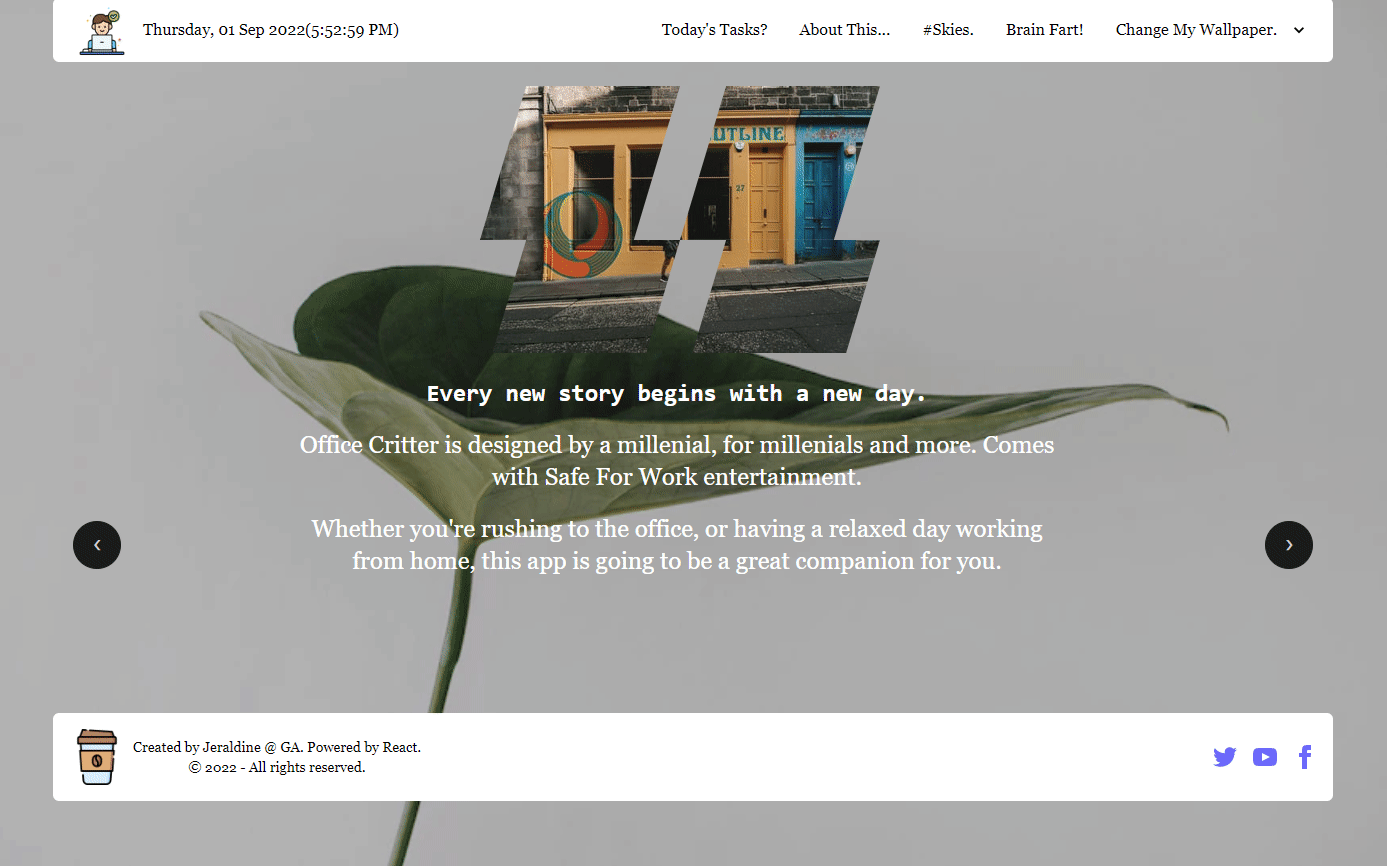 Thursday, 01 Sep 2022(5:52:59 PM)
Today's Tasks?
About This...
#Skies.
Brain Fart!
Change My Wallpaper.
UTLINE
27
Every new story begins with a new day.
Office Critter is designed by a millenial, for millenials and more. Comes
with Safe For Work entertainment.
Whether you're rushing to the office, or having a relaxed day working
from home, this app is going to be a great companion for you.
Created by Jeraldine @ GA. Powered by React.
© 2022 - All rights reserved.